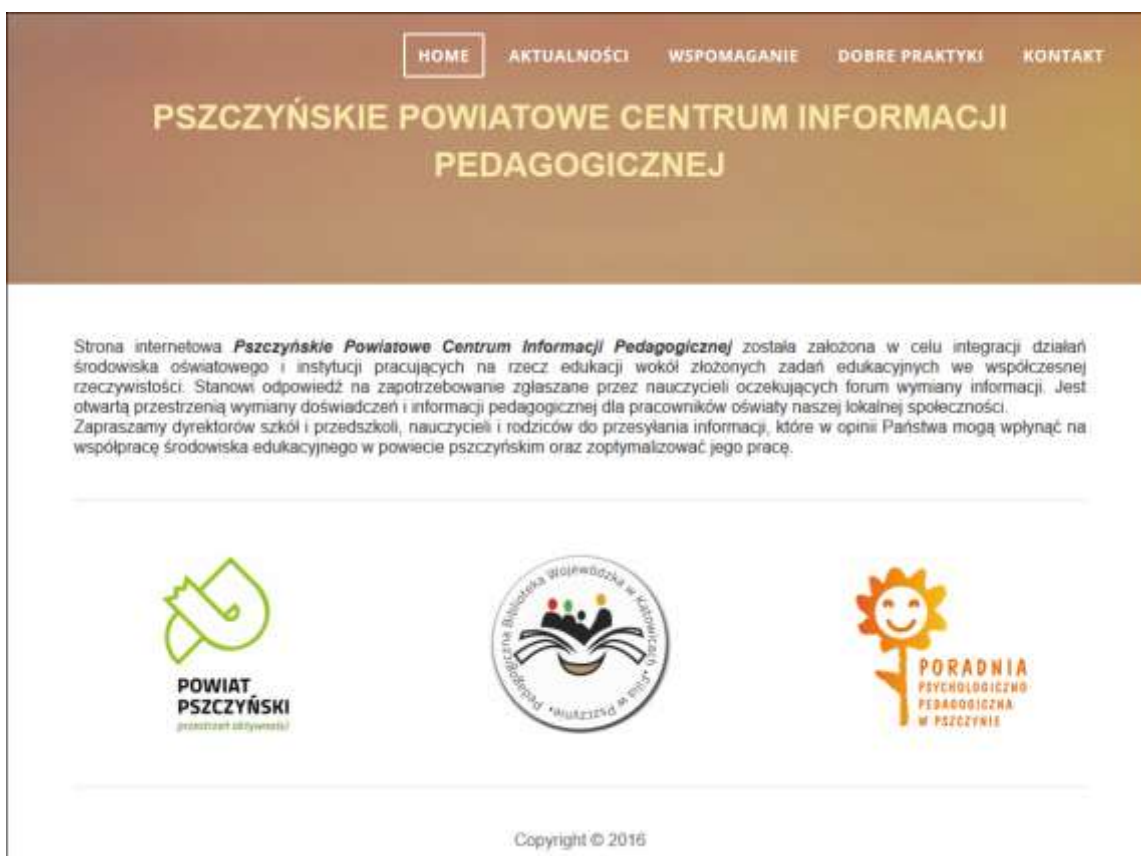 HOME AKTUALNOŚCI WSPOMAGANIE DOBRE PRAKTYKI KONTAKT
PSZCZYŃSKIE POWIATOWE CENTRUM INFORMACJI
PEDAGOGICZNEJ
Strona internetowa Pszczyńskie Powiatowe Centrum Informacji Pedagogicznej została założona w celu integracji działań
środowiska oświatowego i instytucji pracujących na rzecz edukacji wokół złożonych zadań edukacyjnych we współczesnej
rzeczywistości. Stanowi odpowiedź na zapotrzebowanie zgłaszane przez nauczycieli oczekujących forum wymiany informacji. Jest
otwartą przestrzenią wymiany doświadczeń i informacji pedagogicznej dla pracowników oświaty naszej lokalnej społeczności.
Zapraszamy dyrektorów szkół i przedszkoli, nauczycieli i rodziców do przesyłania informacji, które w opinii Państwa mogą wpłynąć na
współpracę środowiska edukacyjnego w powiecie pszczyńskim oraz zoptymalizować jego pracę.
POWIAT
PSZCZYŃSKI
przestrzeń aktywności
Pedagogiczna Biblioteka Wojewódzka w Katowicach • Filia w Pszczynie •
PORADNIA
PSYCHOLOGICZNO
PEDAGOGICZNA
W PSZCZYNIE
Copyright © 2016